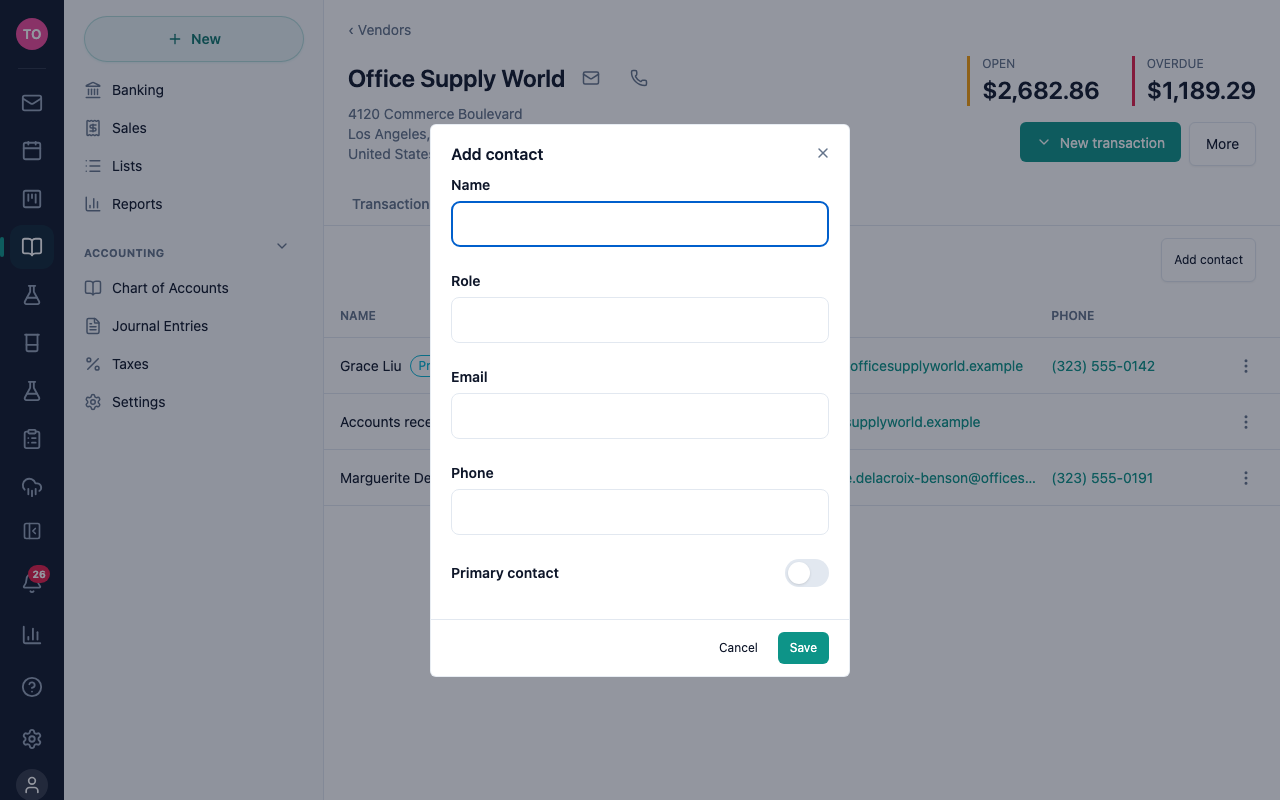 TO
New
Banking
Sales
Lists
Reports
ACCOUNTING
Chart of Accounts
Journal Entries
Taxes
Settings
26
‹ Vendors
Office Supply World
4120 Commerce Boulevard
Los Angeles,
United
OPEN
$2,682.86
OVERDUE
$1,189.29
New transaction
More
Transaction
Add contact
NAME
PHONE
Grace Liu
officesupplyworld.example
(323) 555-0142
Accounts rece
supplyworld.example
Marguerite De
e.delacroix-benson@offices...
(323) 555-0191
Add contact
Name
Role
Email
Phone
Primary contact
Cancel
Save